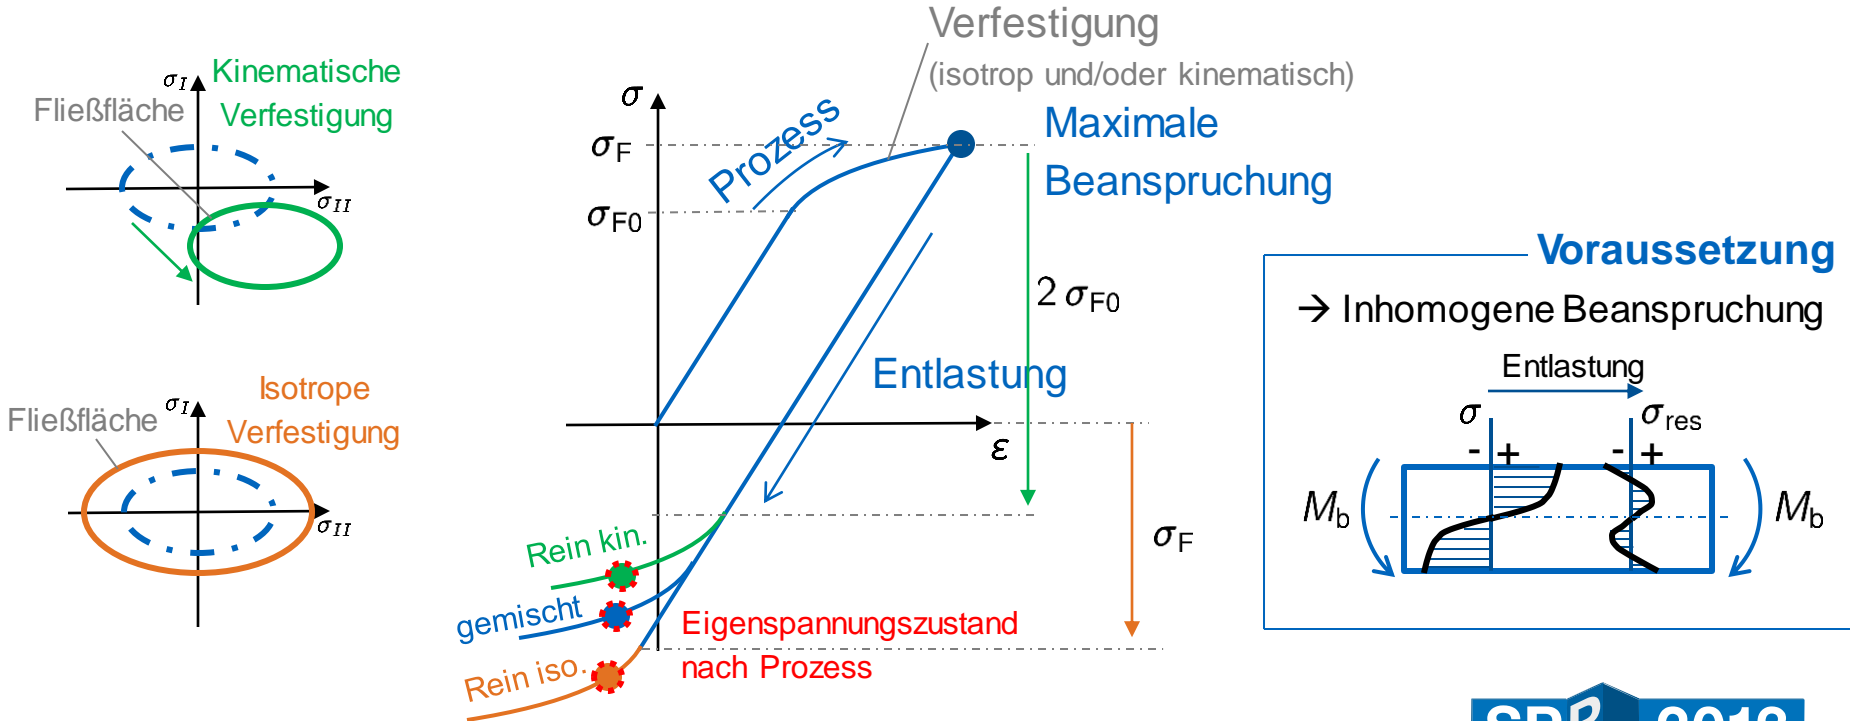 Kinematische
Verfestigung
Fließfläche
σI
σII
Isotrope
Verfestigung
Fließfläche
σI
σII
Verfestigung
(isotrop und/oder kinematisch)
Maximale
Beanspruchung
Prozess
σ
σF
σF0
2 σF0
Entlastung
ε
σF
Rein kin.
gemischt
Rein iso.
Eigenspannungszustand
nach Prozess
Voraussetzung
→ Inhomogene Beanspruchung
Entlastung
σ
σres
- +
- +
Mb
Mb